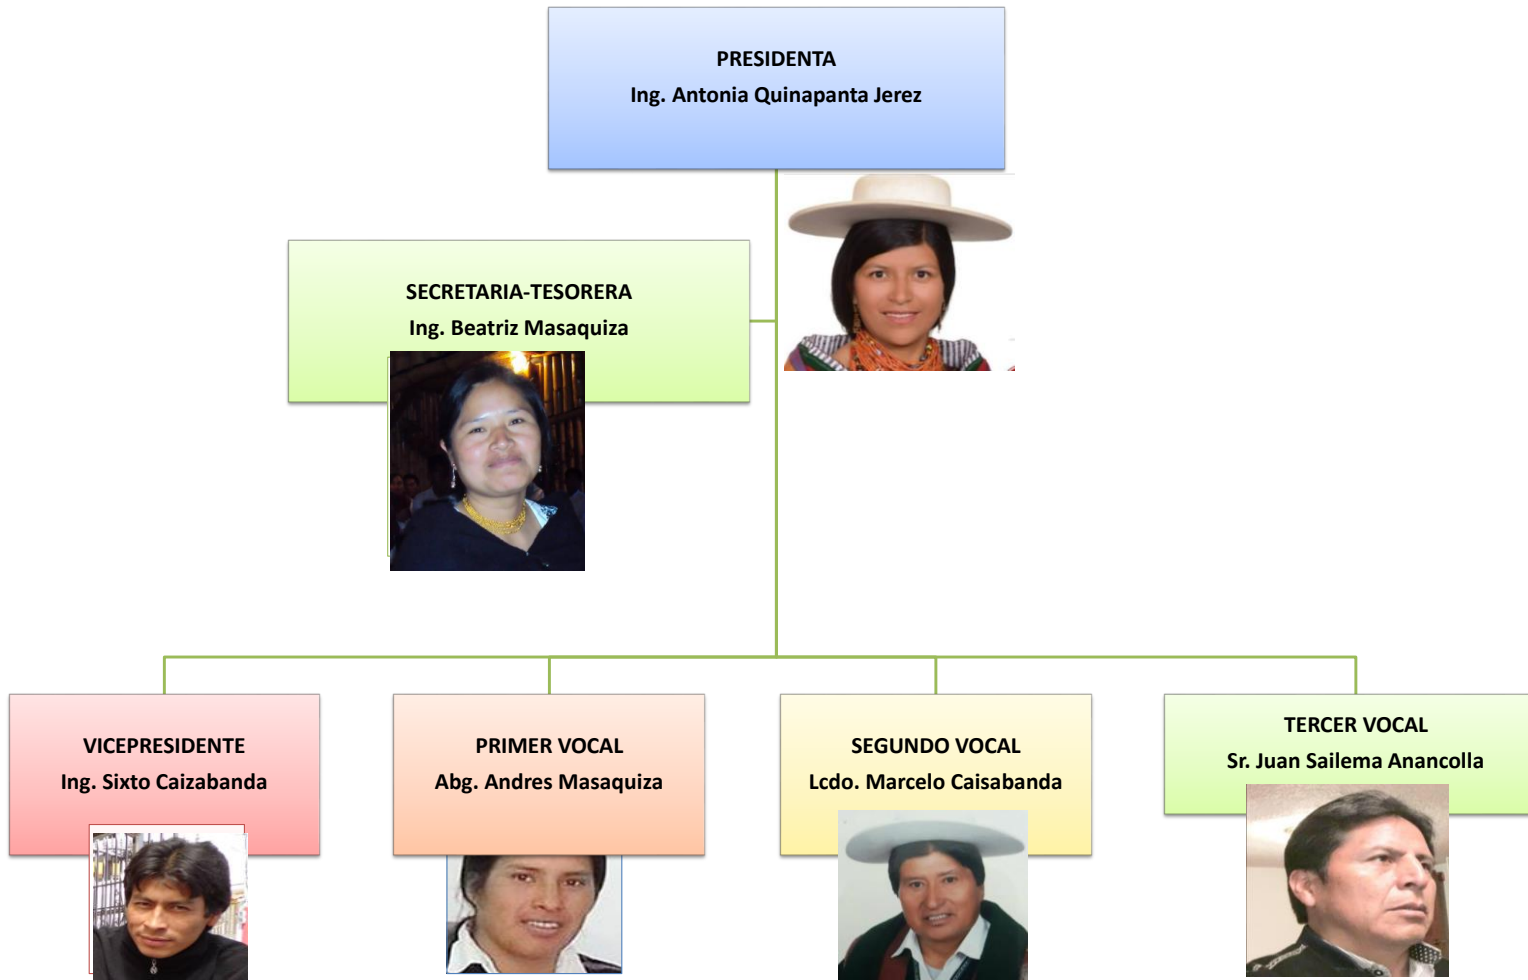 PRESIDENTA
Ing. Antonia Quinapanta Jerez
SECRETARIA-TESORERA
Ing. Beatriz Masaquiza
VICEPRESIDENTE
Ing. Sixto Caizabanda
PRIMER VOCAL
Abg. Andres Masaquiza
SEGUNDO VOCAL
Lcdo. Marcelo Caisabanda
TERCER VOCAL
Sr. Juan Sailema Anancolla